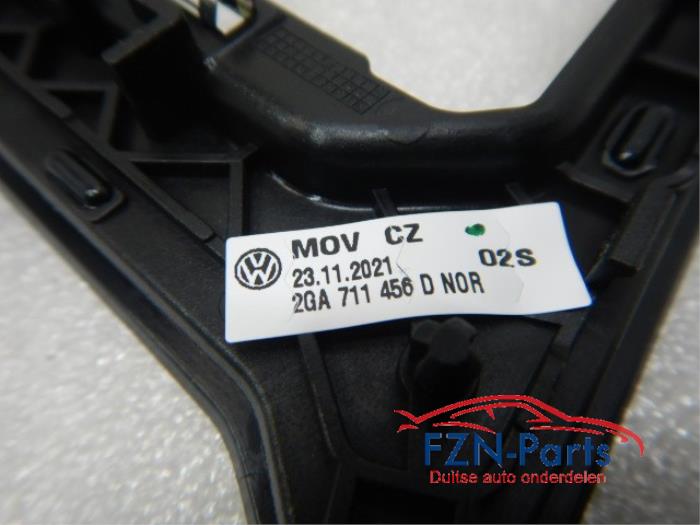 MOV CZ
02S
23.11.2021
2GA 711 456 D NOR
FZN-Parts
Duitse auto onderdelen